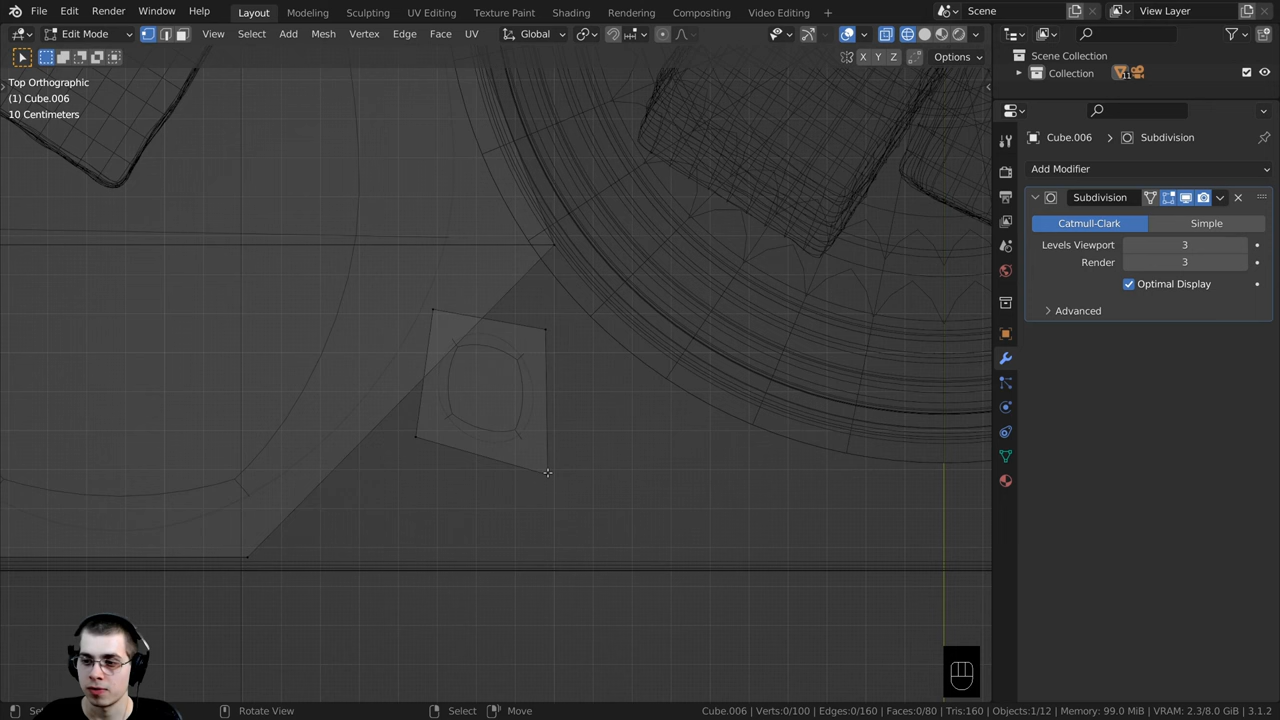 File Edit Render Window Help Layout Modeling Sculpting UV Editing Texture Paint Shading Rendering Compositing Video Editing + Scene View Layer
Edit Mode View Select Add Mesh Vertex Edge Face UV Global
X Y Z Options
Top Orthographic
(1) Cube.006
10 Centimeters
Scene Collection
Collection 11
Cube.006 > Subdivision
Add Modifier
Subdivision
Catmull-Clark Simple
Levels Viewport 3
Render 3
Optimal Display
Advanced
Rotate View Select Move Cube.006 | Verts:0/100 | Edges:0/160 | Faces:0/80 | Tris:160 | Objects:1/12 | Memory: 99.0 MiB | VRAM: 2.3/8.0 GiB | 3.1.2